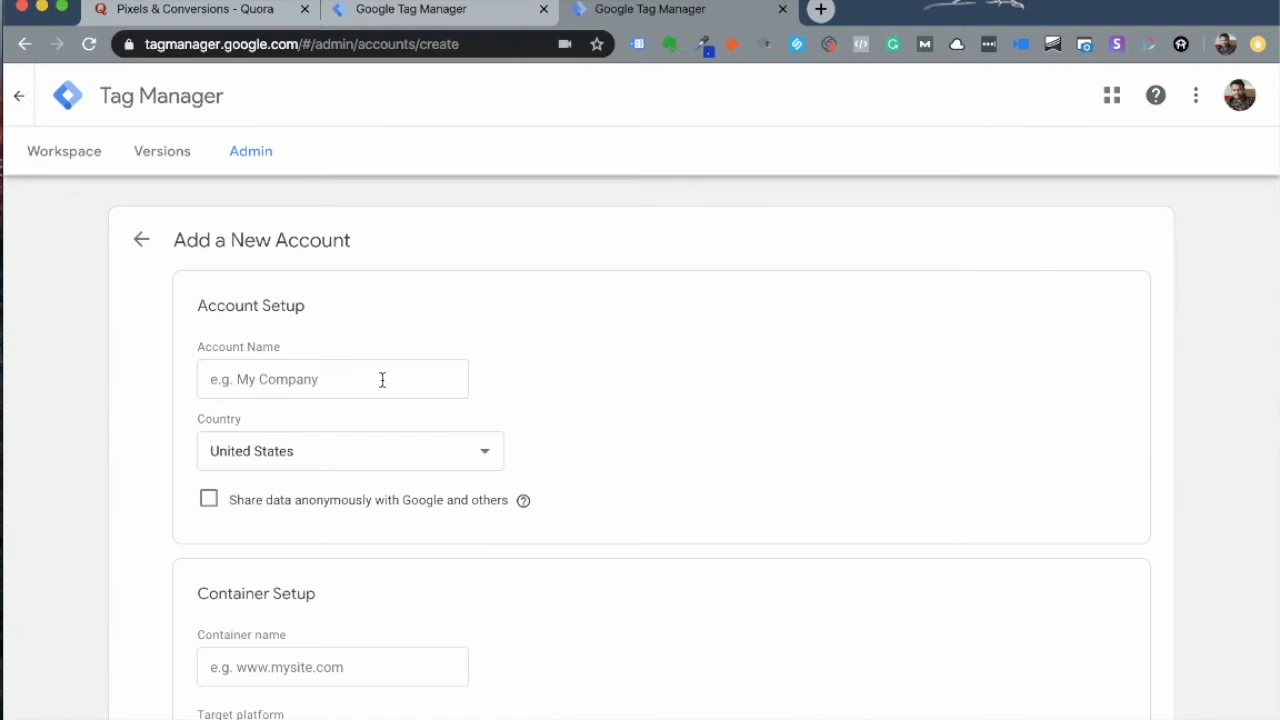 Pixels & Conversions - Quora
Google Tag Manager
Google Tag Manager
tagmanager.google.com/#/admin/accounts/create
Tag Manager
Workspace
Versions
Admin
Add a New Account
Account Setup
Account Name
e.g. My Company
Country
United States
Share data anonymously with Google and others
Container Setup
Container name
e.g. www.mysite.com
Target platform